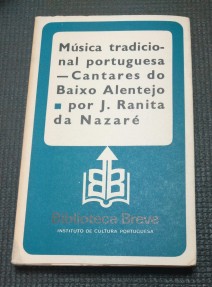 Música tradicio-
nal portuguesa
—Cantares do
Baixo Alentejo
■ por J. Ranita
da Nazaré
Biblioteca Breve
INSTITUTO DE CULTURA PORTUGUESA